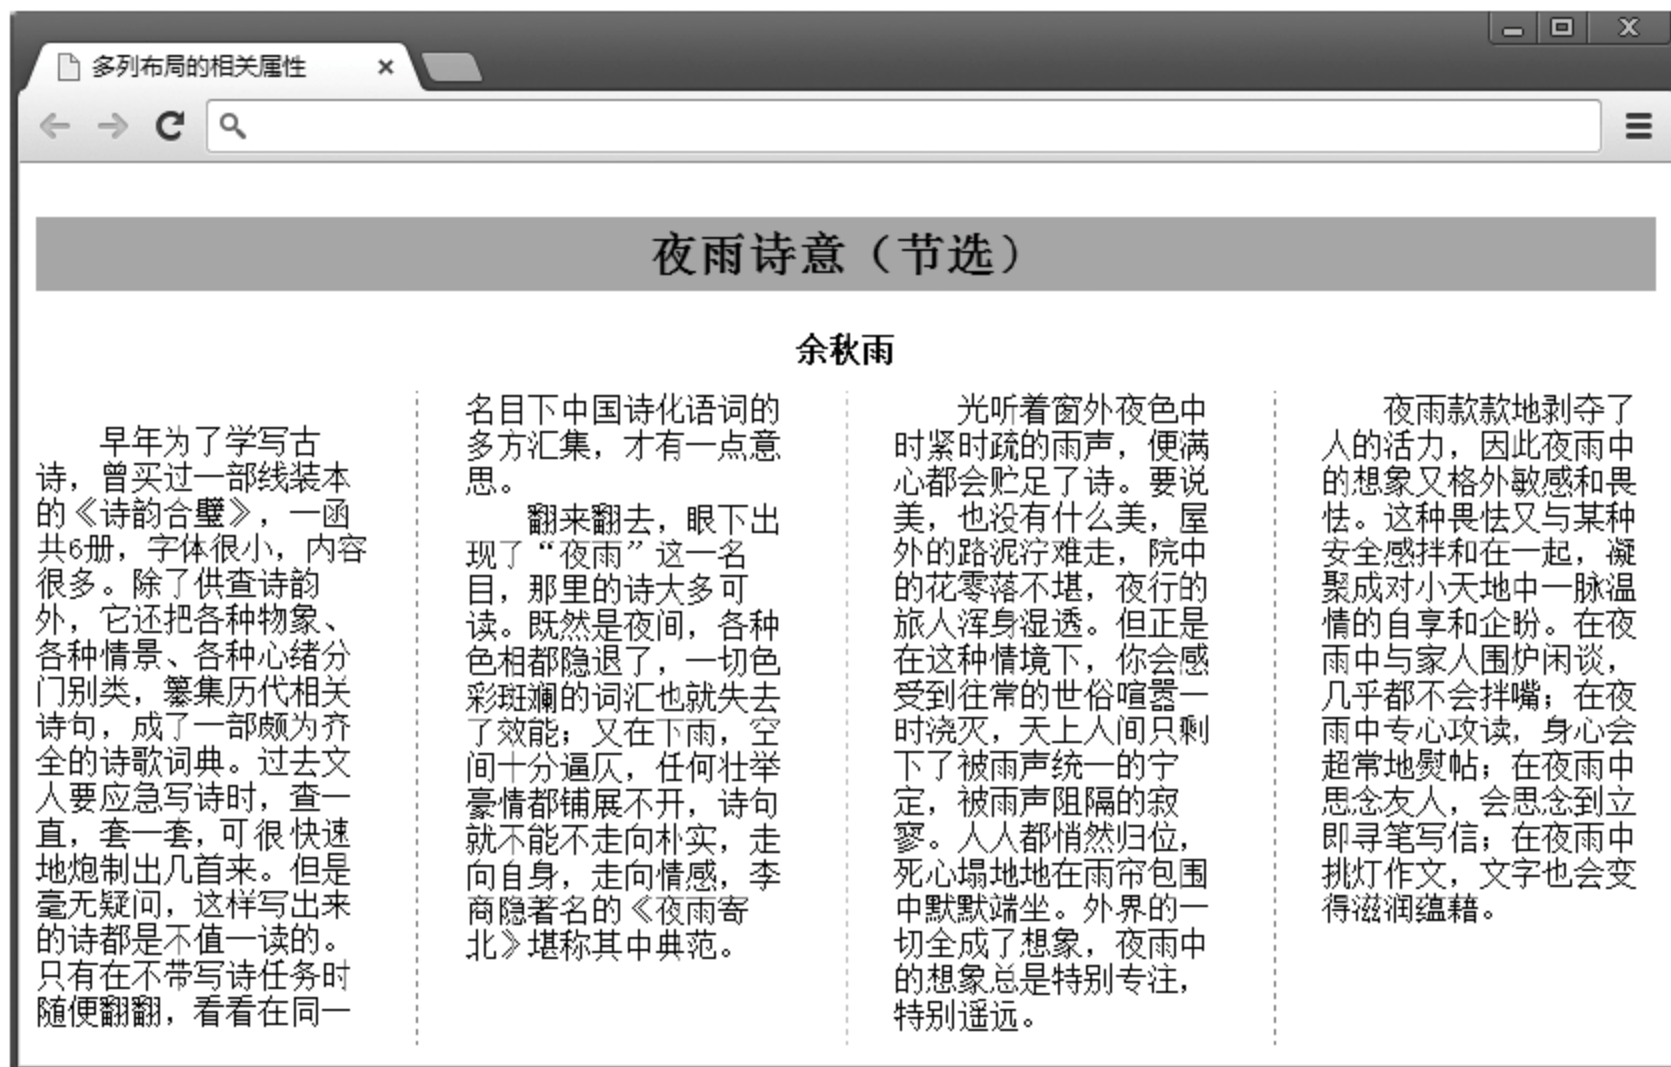 多列布局的相关属性
夜雨诗意（节选）
余秋雨
早年为了学写古
诗，曾买过一部线装本
的《诗韵合璧》，一函
共6册，字体很小，内容
很多。除了供查诗韵
外，它还把各种物象、
各种情景、各种心绪分
门别类，纂集历代相关
诗句，成了一部颇为齐
全的诗歌词典。过去文
人要应急写诗时，查一
直，套一套，可很快速
地炮制出几首来。但是
毫无疑问，这样写出来
的诗都是不值一读的。
只有在不带写诗任务时
随便翻翻，看看在同一
名目下中国诗化语词的
多方汇集，才有一点意
思。
翻来翻去，眼下出
现了“夜雨”这一名
目，那里的诗大多可
读。既然是夜间，各种
色相都隐退了，一切色
彩斑斓的词汇也就失去
了效能；又在下雨，空
间十分逼仄，任何壮举
豪情都铺展不开，诗句
就不能不走向朴实，走
向自身，走向情感，李
商隐著名的《夜雨寄
北》堪称其中典范。
光听着窗外夜色中
时紧时疏的雨声，便满
心都会贮足了诗。要说
美，也没有什么美，屋
外的路泥泞难走，院中
的花零落不堪，夜行的
旅人浑身湿透。但正是
在这种情境下，你会感
受到往常的世俗喧嚣一
时浇灭，天上人间只剩
下了被雨声统一的宁
定，被雨声阻隔的寂
寥。人人都悄然归位，
死心塌地地在雨帘包围
中默默端坐。外界的一
切全成了想象，夜雨中
的想象总是特别专注，
特别遥远。
夜雨款款地剥夺了
人的活力，因此夜雨中
的想象又格外敏感和畏
怯。这种畏怯又与某种
安全感拌和在一起，凝
聚成对小天地中一脉温
情的自享和企盼。在夜
雨中与家人围炉闲谈，
几乎都不会拌嘴；在夜
雨中专心攻读，身心会
超常地熨帖；在夜雨中
思念友人，会思念到立
即寻笔写信；在夜雨中
挑灯作文，文字也会变
得滋润蕴藉。